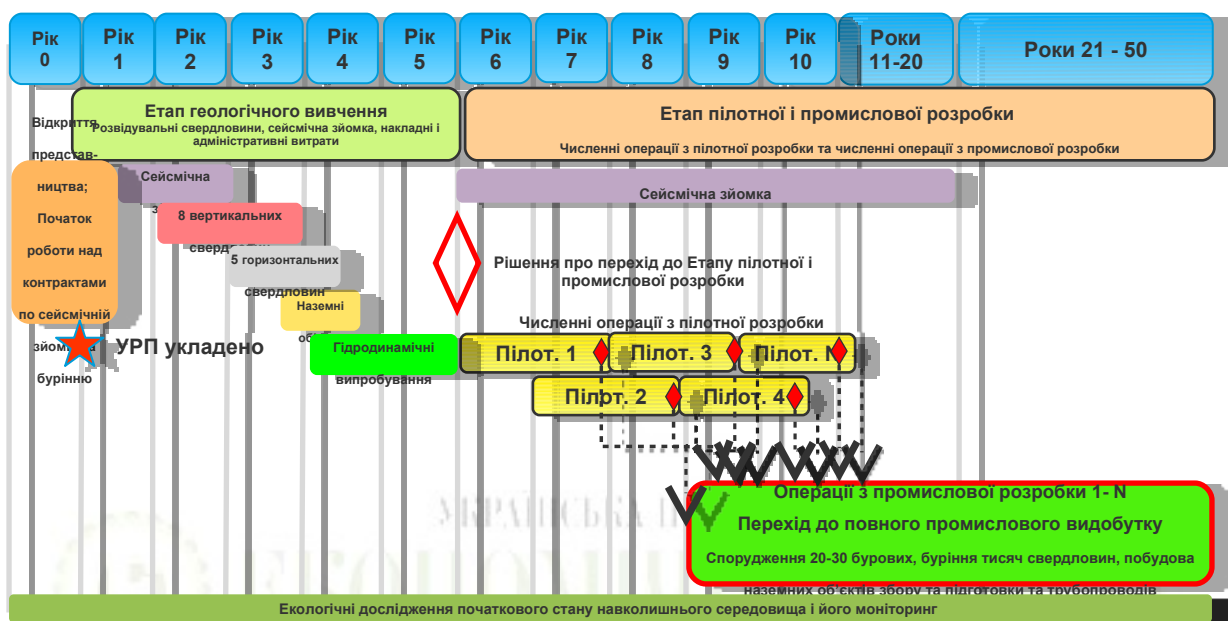 Рік
0
Рік
1
Рік
2
Рік
3
Рік
4
Рік
5
Рік
6
Рік
7
Рік
8
Рік
9
Рік
10
Роки
11-20
Роки 21 - 50
Етап геологічного вивчення
Розвідувальні свердловини, сейсмічна зйомка, накладні і
адміністративні витрати
Етап пілотної і промислової розробки
Численні операції з пілотної розробки та численні операції з промислової розробки
Відкриття
представ-
ництва;
Початок
роботи над
контрактами
по сейсмічній
бурінню
Сейсмічна
8 вертикальних
5 горизонтальних
свердловин
Наземні
Гідродинамічні
випробування
Сейсмічна зйомка
Рішення про перехід до Етапу пілотної і
промислової розробки
УРП укладено
Численні операції з пілотної розробки
Пілот. 1
Пілот. 3
Пілот. N
Пілот. 2
Пілот. 4
Операції з промислової розробки 1- N
Перехід до повного промислового видобутку
Спорудження 20-30 бурових, буріння тисяч свердловин, побудова
наземних об'єктів збору та підготовки та трубопроводів
Екологічні дослідження початкового стану навколишнього середовища і його моніторинг